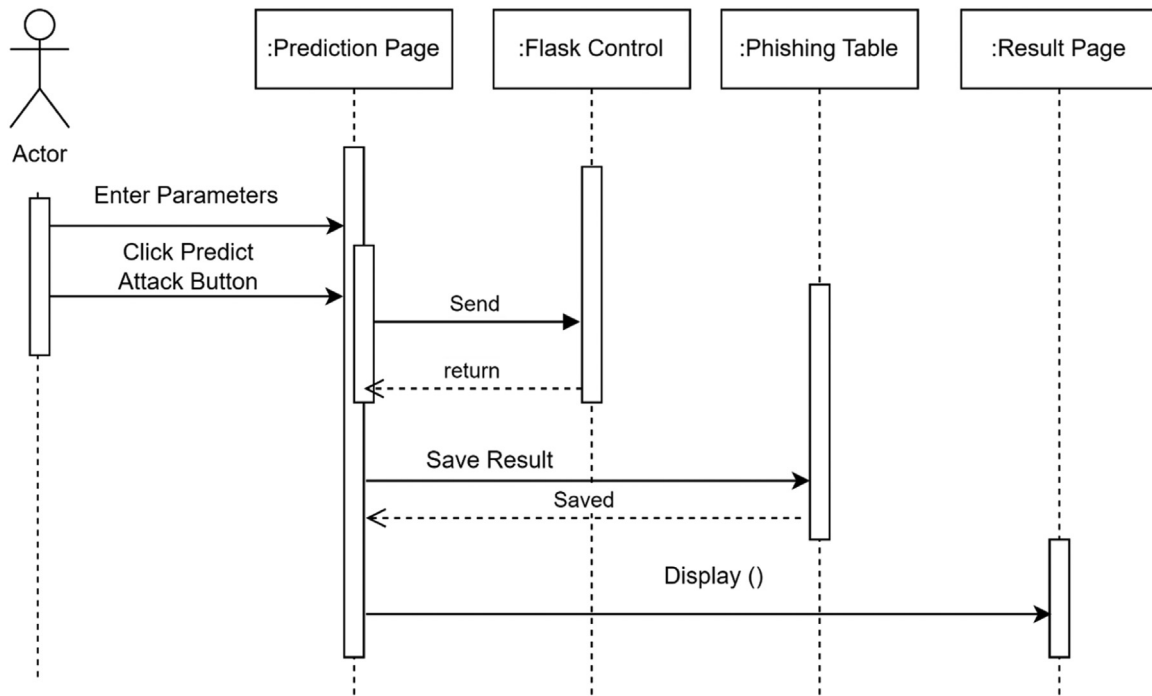 :Prediction Page
:Flask Control
:Phishing Table
:Result Page
Actor
Enter Parameters
Click Predict
Attack Button
Send
return
Save Result
Saved
Display ()